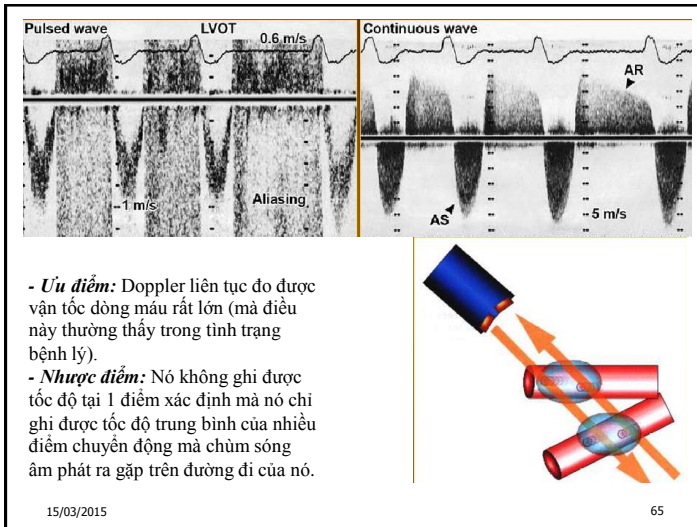 Pulsed wave LVOT 0.6 m/s
1 m/s
Aliasing
Continuous wave
AR
AS
5 m/s
- Ưu điểm: Doppler liên tục đo được
vận tốc dòng máu rất lớn (mà điều
này thường thấy trong tình trạng
bệnh lý).
- Nhược điểm: Nó không ghi được
tốc độ tại 1 điểm xác định mà nó chỉ
ghi được tốc độ trung bình của nhiều
điểm chuyển động mà chùm sóng
âm phát ra gặp trên đường đi của nó.
15/03/2015 65